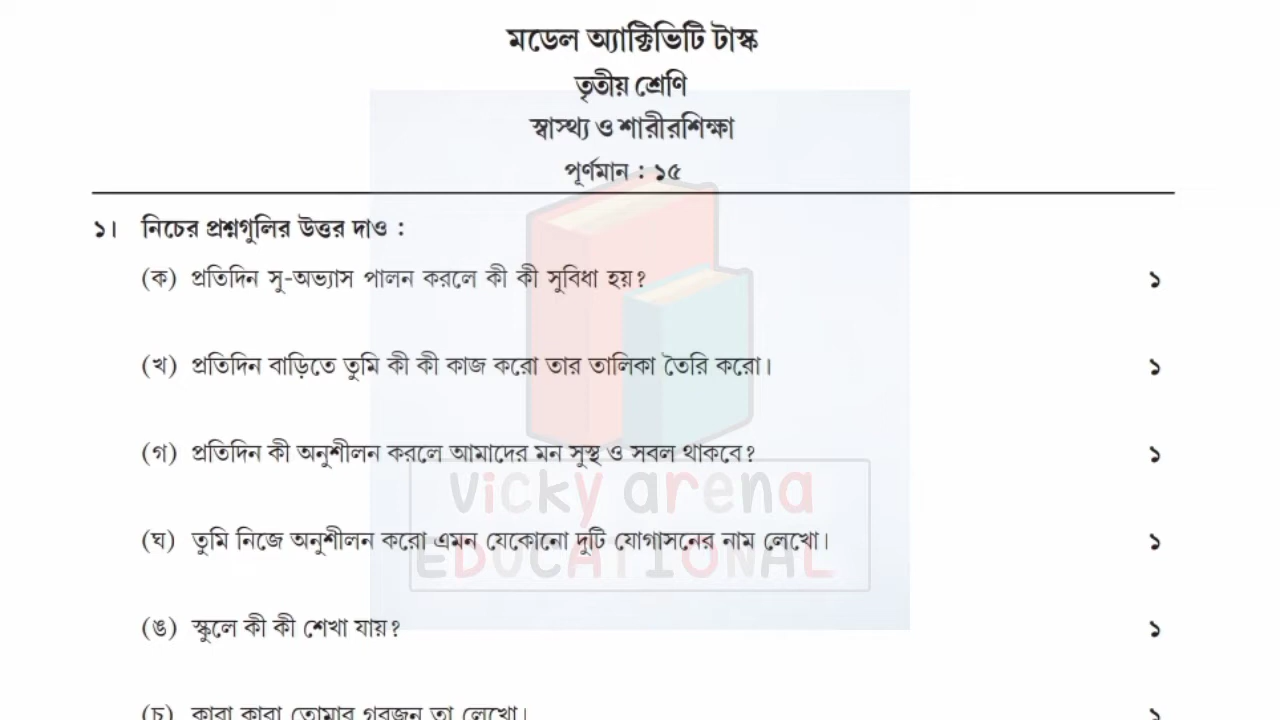 মডেল অ্যাক্টিভিটি টাস্ক
তৃতীয় শ্রেণি
স্বাস্থ্য ও শারীরশিক্ষা
পূর্ণমান : ১৫
১। নিচের প্রশ্নগুলির উত্তর দাও :
(ক) প্রতিদিন সু-অভ্যাস পালন করলে কী কী সুবিধা হয়? ১
(খ) প্রতিদিন বাড়িতে তুমি কী কী কাজ করো তার তালিকা তৈরি করো। ১
(গ) প্রতিদিন কী অনুশীলন করলে আমাদের মন সুস্থ ও সবল থাকবে? ১
vicky arena
EDUCATIONAL
(ঘ) তুমি নিজে অনুশীলন করো এমন যেকোনো দুটি যোগাসনের নাম লেখো। ১
(ঙ) স্কুলে কী কী শেখা যায়? ১
(চ) কারা কারা তোমার গুরুজন তা লেখো। ১